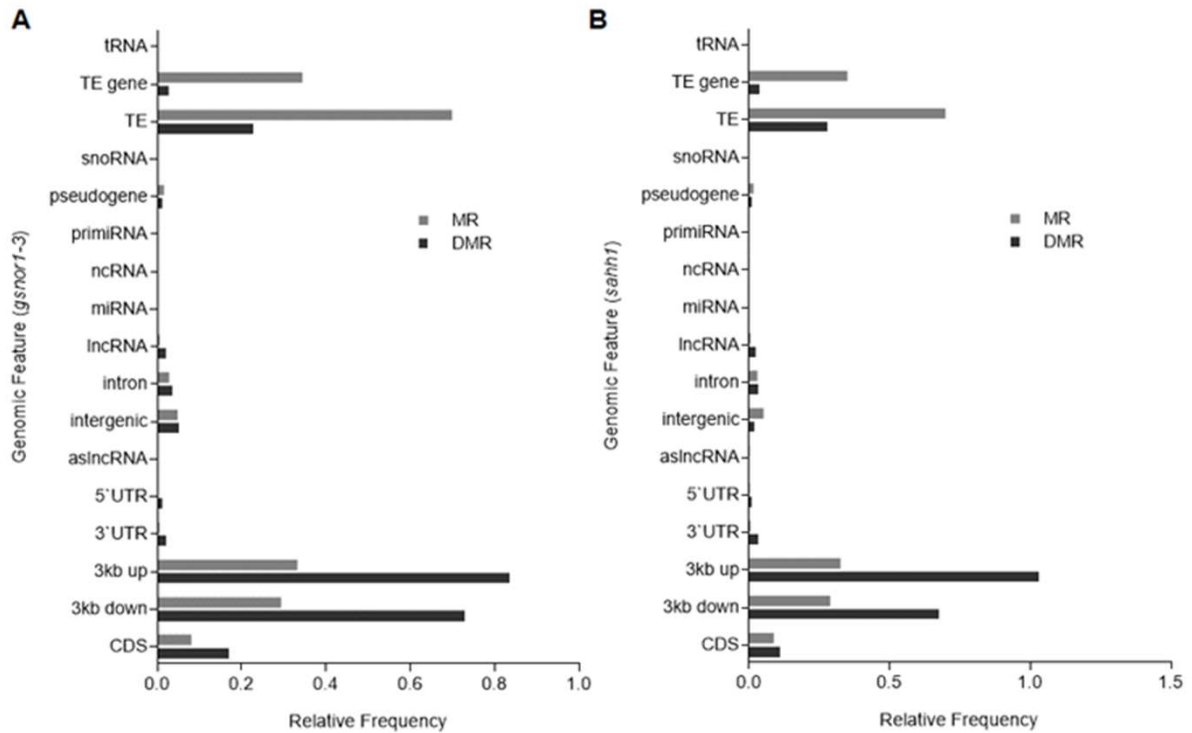 A
Genomic Feature (gsnor1-3)
tRNA
TE gene
TE
snoRNA
pseudogene
primiRNA
ncRNA
miRNA
lncRNA
intron
intergenic
aslncRNA
5`UTR
3`UTR
3kb up
3kb down
CDS
MR
DMR
0.0 0.2 0.4 0.6 0.8 1.0
Relative Frequency
B
Genomic Feature (sahh1)
tRNA
TE gene
TE
snoRNA
pseudogene
primiRNA
ncRNA
miRNA
lncRNA
intron
intergenic
aslncRNA
5`UTR
3`UTR
3kb up
3kb down
CDS
MR
DMR
0.0 0.5 1.0 1.5
Relative Frequency